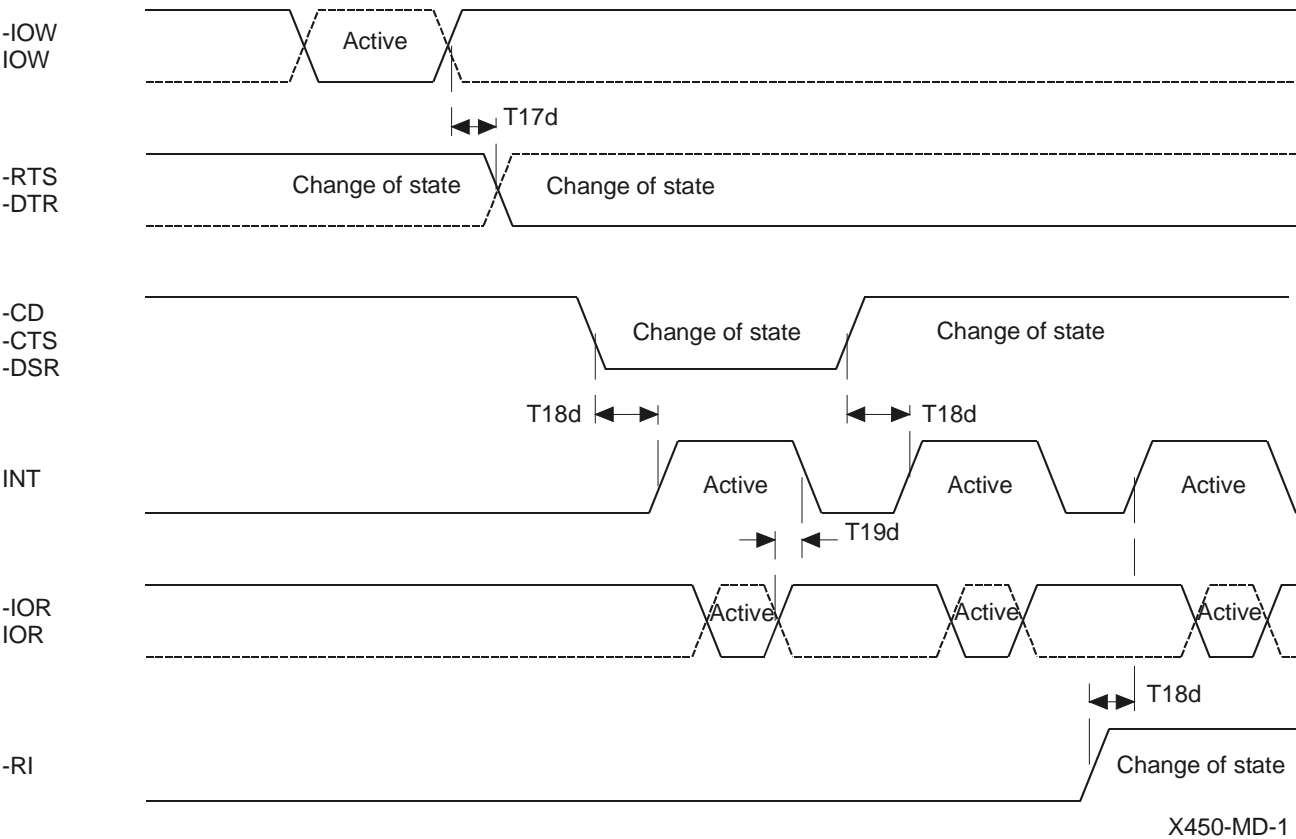 -IOW
IOW
Active
T17d
-RTS
-DTR
Change of state
Change of state
-CD
-CTS
-DSR
Change of state
Change of state
T18d
T18d
INT
Active
Active
Active
T19d
-IOR
IOR
Active
Active
Active
T18d
-RI
Change of state
X450-MD-1